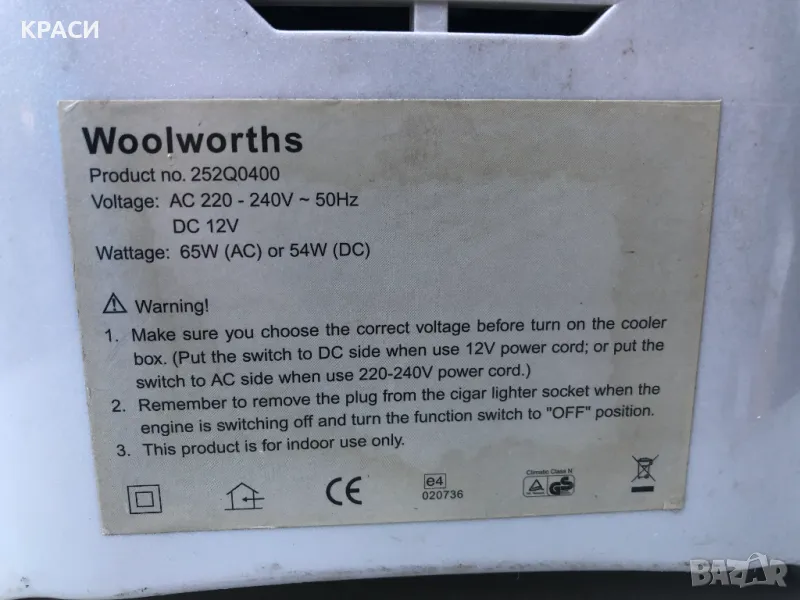 КРАСИ
Woolworths
Product no. 252Q0400
Voltage: AC 220 - 240V ~ 50Hz
DC 12V
Wattage: 65W (AC) or 54W (DC)
Warning!
1. Make sure you choose the correct voltage before turn on the cooler
box. (Put the switch to DC side when use 12V power cord; or put the
switch to AC side when use 220-240V power cord.)
2. Remember to remove the plug from the cigar lighter socket when the
engine is switching off and turn the function switch to "OFF" position.
3. This product is for indoor use only.
CE
e4
020736
Climatic Class N
GS
BAZAR